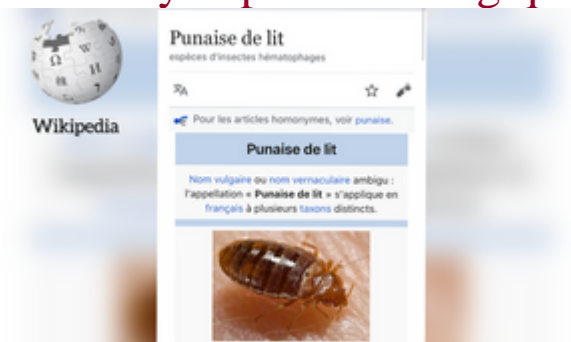 Wikipedia
Punaise de lit
espèces d'insectes hématophages
Pour les articles homonymes, voir punaise.
Punaise de lit
Nom vulgaire ou nom vernaculaire ambigu :
l'appellation « Punaise de lit » s'applique en
français à plusieurs taxons distincts.